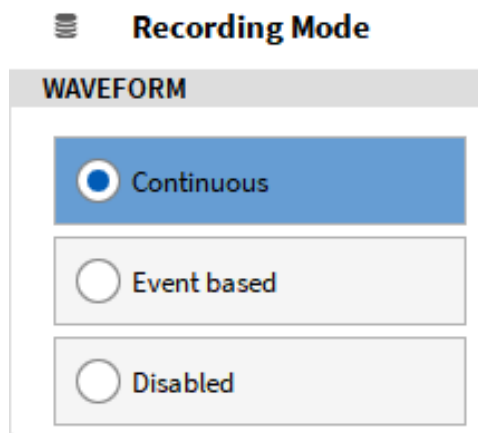 Recording Mode
WAVEFORM
Continuous
Event based
Disabled